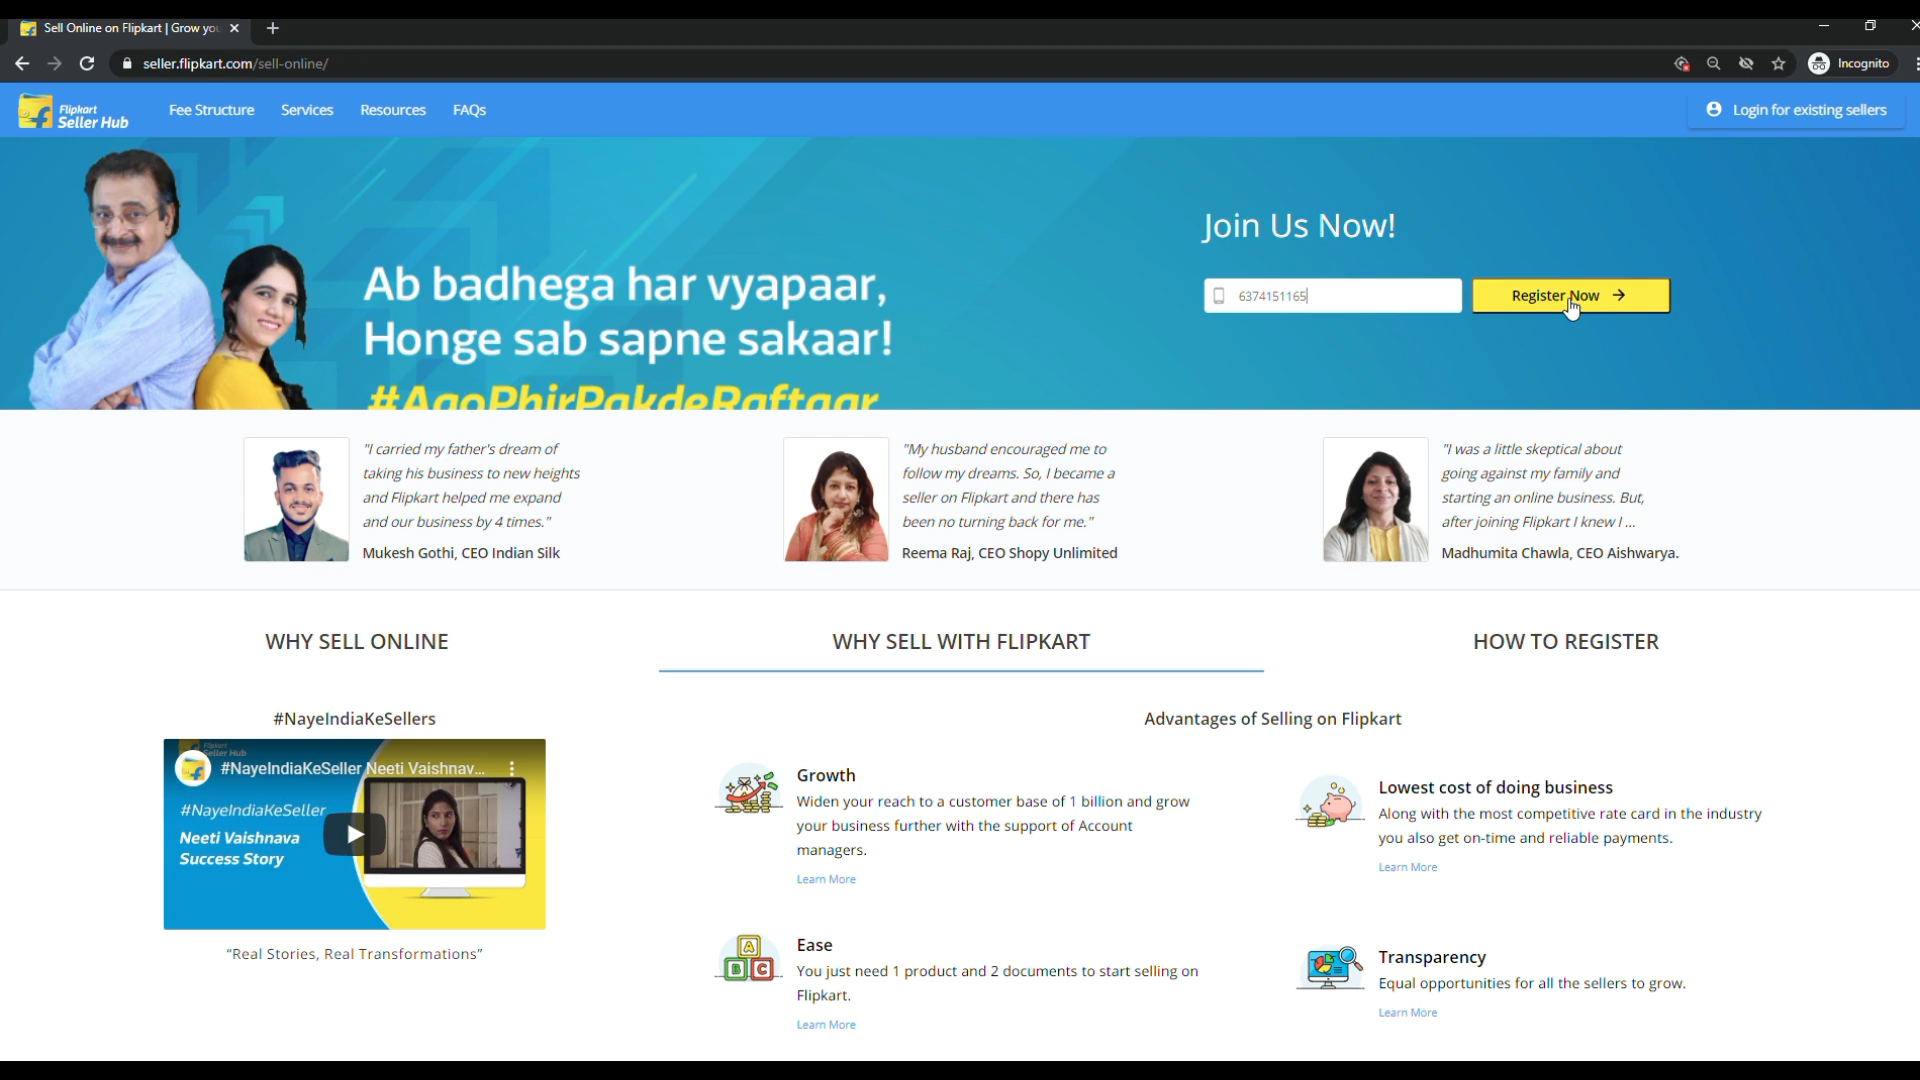 Sell Online on Flipkart | Grow you
seller.flipkart.com/sell-online/
Incognito
Flipkart
Seller Hub
Fee Structure
Services
Resources
FAQs
Login for existing sellers
Join Us Now!
6374151165
Register Now
Ab badhega har vyapaar,
Honge sab sapne sakaar!
#AaoPhirPakdeRaftaar
"I carried my father's dream of
taking his business to new heights
and Flipkart helped me expand
and our business by 4 times."
Mukesh Gothi, CEO Indian Silk
"My husband encouraged me to
follow my dreams. So, I became a
seller on Flipkart and there has
been no turning back for me."
Reema Raj, CEO Shopy Unlimited
"I was a little skeptical about
going against my family and
starting an online business. But,
after joining Flipkart I knew I ...
Madhumita Chawla, CEO Aishwarya.
WHY SELL ONLINE
WHY SELL WITH FLIPKART
HOW TO REGISTER
#NayeIndiaKeSellers
Flipkart
Seller Hub
#NayeIndiaKeSeller Neeti Vaishnav...
#NayeIndiaKeSeller
Neeti Vaishnava
Success Story
“Real Stories, Real Transformations”
Advantages of Selling on Flipkart
Growth
Widen your reach to a customer base of 1 billion and grow
your business further with the support of Account
managers.
Learn More
Lowest cost of doing business
Along with the most competitive rate card in the industry
you also get on-time and reliable payments.
Learn More
A
B C
Ease
You just need 1 product and 2 documents to start selling on
Flipkart.
Learn More
Transparency
Equal opportunities for all the sellers to grow.
Learn More